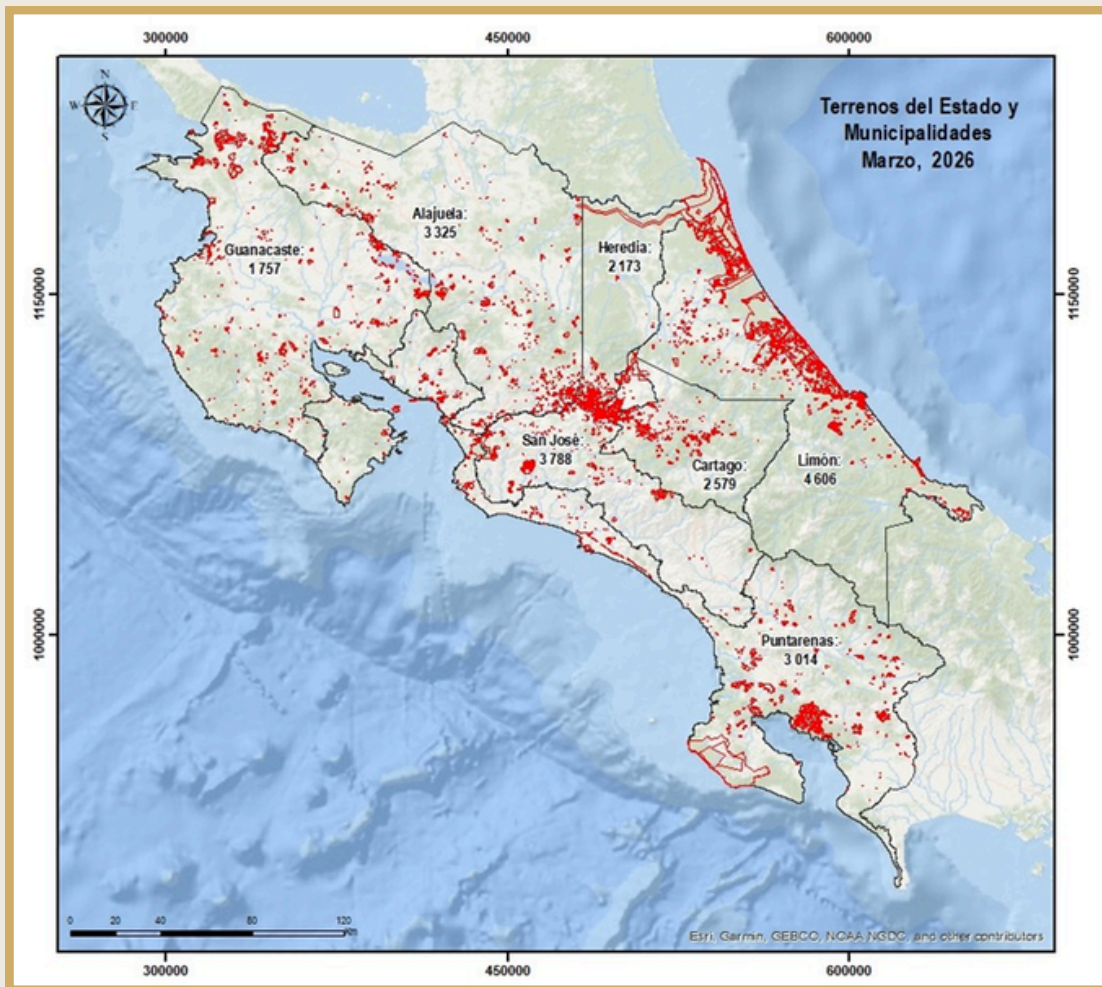 300000
450000
600000
N
W
E
S
Terrenos del Estado y
Municipalidades
Marzo, 2026
Alajuela:
3 325
Heredia:
2 173
Guanacaste:
1 757
1150000
1150000
San José:
3 788
Cartago:
2 579
Limón:
4 606
1000000
1000000
Puntarenas:
3 014
0 20 40 80 120
Km
Esri, Garmin, GEBCO, NOAA NGDC, and other contributors
300000
450000
600000